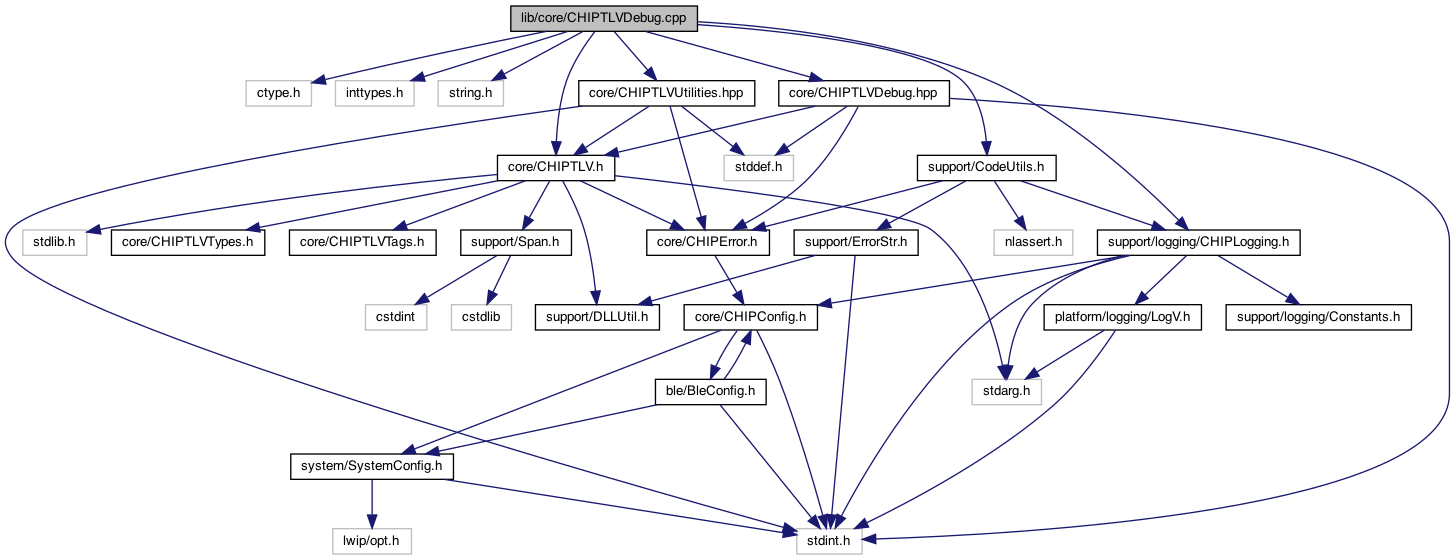 lib/core/CHIPTLVDebug.cpp
ctype.h
inttypes.h
string.h
core/CHIPTLVUtilities.hpp
core/CHIPTLVDebug.hpp
core/CHIPTLV.h
stddef.h
support/CodeUtils.h
stdlib.h
core/CHIPTLVTypes.h
core/CHIPTLVTags.h
support/Span.h
core/CHIPError.h
support/ErrorStr.h
nlassert.h
support/logging/CHIPLogging.h
cstdint
cstdlib
support/DLLUtil.h
core/CHIPConfig.h
platform/logging/LogV.h
support/logging/Constants.h
ble/BleConfig.h
stdarg.h
system/SystemConfig.h
lwip/opt.h
stdint.h